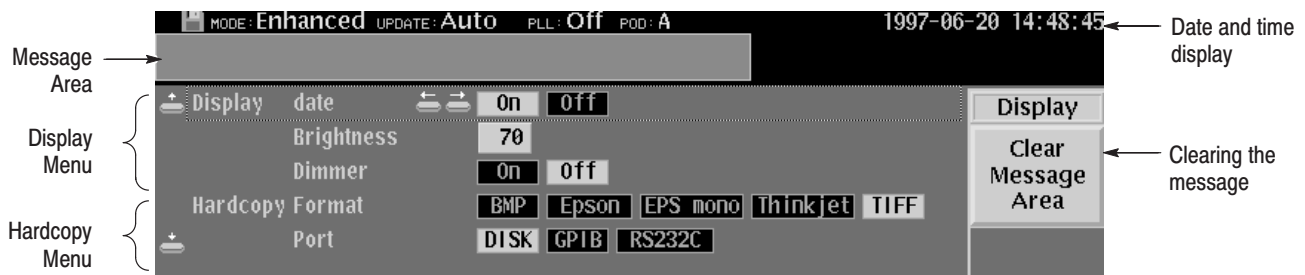 MODE: Enhanced UPDATE: Auto PLL: Off POD: A 1997-06-20 14:48:45
Date and time
display
Message
Area
Display date On Off
Display
Brightness 70
Clear
Message
Area
Clearing the
message
Display
Menu
Dimmer On Off
Hardcopy Format BMP Epson EPS mono Thinkjet TIFF
Port DISK GPIB RS232C
Hardcopy
Menu